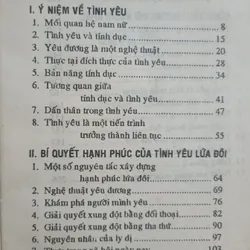 I. Ý NIỆM VỀ TÌNH YÊU
1. Mối quan hệ nam nữ 8
2. Tình yêu và tình dục 15
3. Yêu đương là một nghệ thuật 20
4. Thực tại đích thực của tình yêu 28
5. Bản năng tình dục 34
6. Tương quan giữa
tình dục và tình yêu 41
7. Dấn thân trong tình yêu 47
8. Tình yêu là một tiến trình
trưởng thành liên tục 55
II. BÍ QUYẾT HẠNH PHÚC CỦA TÌNH YÊU LỨA ĐÔI
1. Một số nguyên tắc xây dựng
hạnh phúc lứa đôi 64
2. Nghệ thuật yêu đương 69
3. Khám phá người mình yêu 76
4. Giải quyết xung đột bằng đối thoại 82
5. Giải quyết xung đột bằng tha thứ 92
6. Nguyên nhân của ly dị 97
103